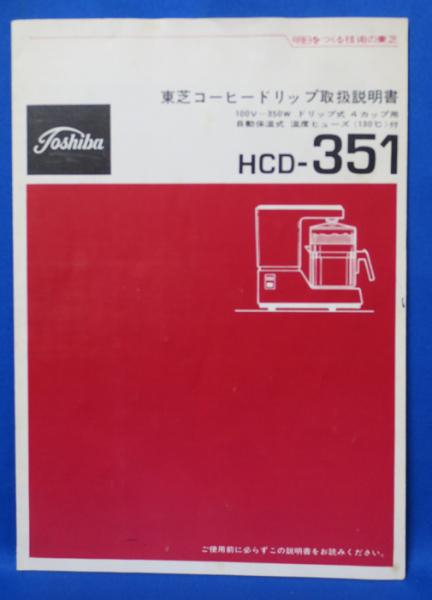 明日をつくる技術の東芝
東芝コーヒードリップ取扱説明書
100V-350W ドリップ式 4カップ用
自動保温式 温度ヒューズ(130℃)付
Toshiba
HCD-351
ご使用前に必らずこの説明書をお読みください。